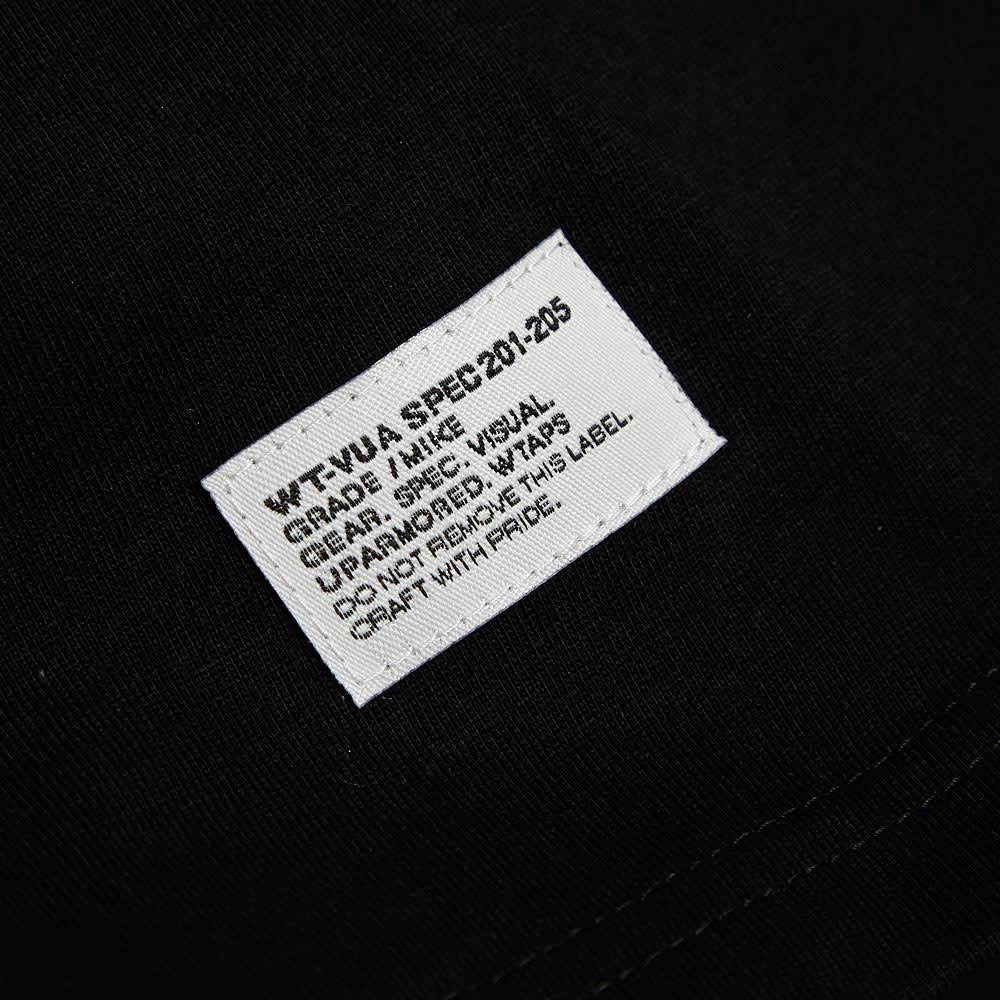 WT-VUA SPEC 201-205
GRADE / MIKE
GEAR. SPEC. VISUAL.
UPARMORED. WTAPS
DO NOT REMOVE THIS LABEL.
CRAFT WITH PRIDE.